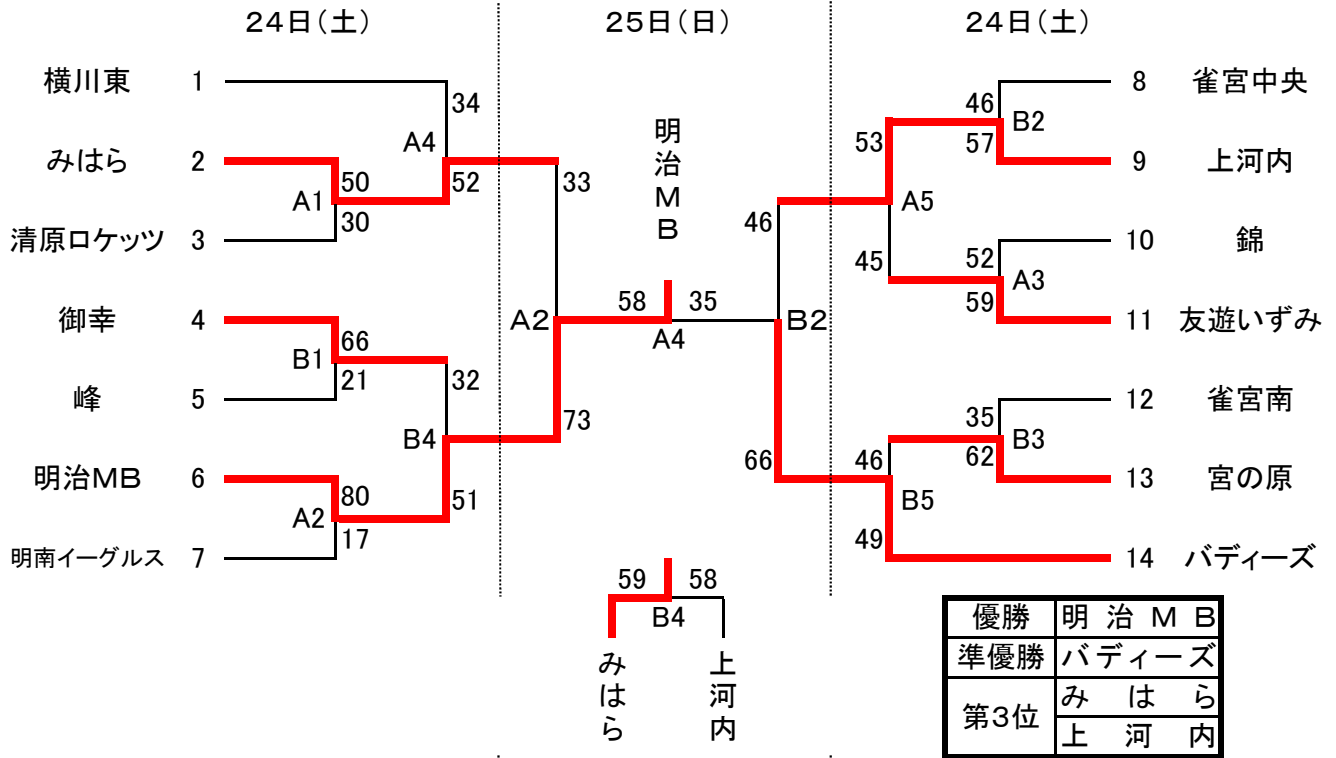 24日(土)
25日(日)
24日(土)
横川東 1
みはら 2
清原ロケッツ 3
御幸 4
峰 5
明治MB 6
明南イーグルス 7
34
A4
52
50
A1
30
66
B1
21
32
B4
51
80
A2
17
33
A2
73
明治MB
58 35
A4
46
B2
66
53
A5
45
46
B2
57
52
A3
59
35
B3
62
46
B5
49
8 雀宮中央
9 上河内
10 錦
11 友遊いずみ
12 雀宮南
13 宮の原
14 バディーズ
59 58
B4
みはら
上河内
優勝 明治MB
準優勝 バディーズ
第3位 みはら
上河内